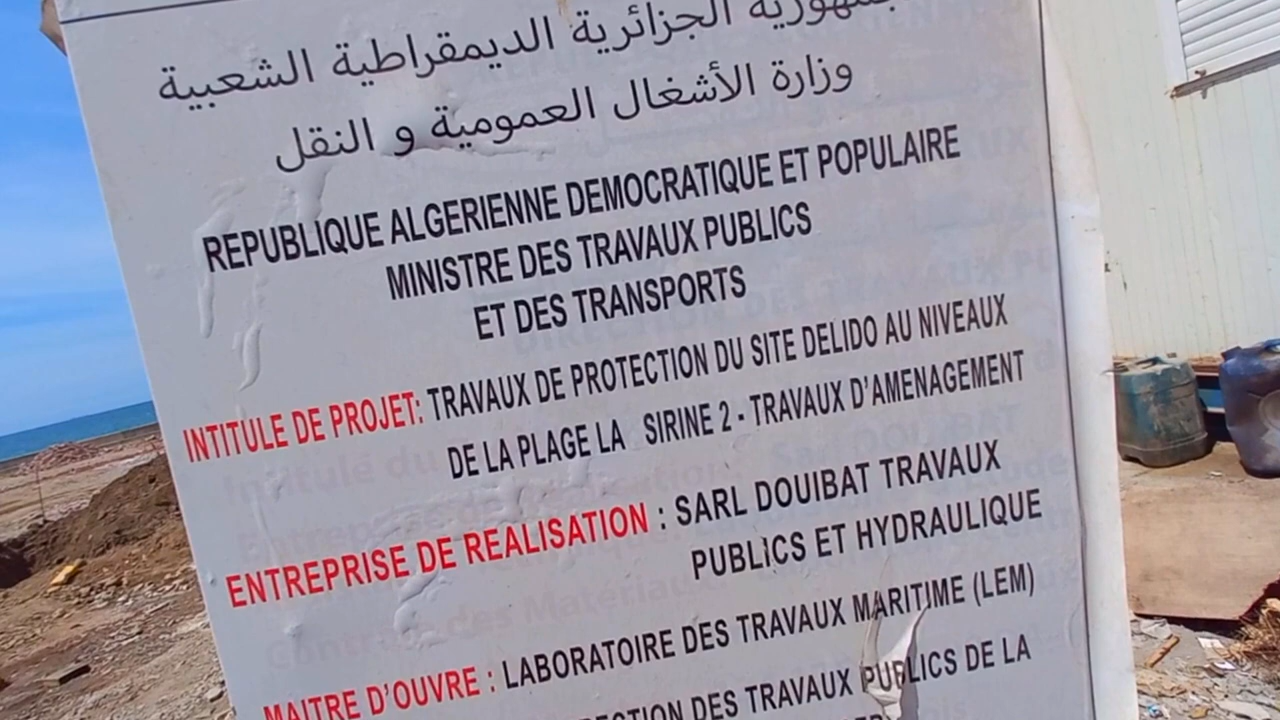 الجزائرية الديمقراطية الشعبية
وزارة الأشغال العمومية و النقل
REPUBLIQUE ALGERIENNE DEMOCRATIQUE ET POPULAIRE
MINISTRE DES TRAVAUX PUBLICS
ET DES TRANSPORTS
INTITULE DE PROJET: TRAVAUX DE PROTECTION DU SITE DELIDO AU NIVEAUX
DE LA PLAGE LA SIRINE 2 - TRAVAUX D'AMENAGEMENT
ENTREPRISE DE REALISATION : SARL DOUIBAT TRAVAUX
PUBLICS ET HYDRAULIQUE
MAITRE D'OUVRE : LABORATOIRE DES TRAVAUX MARITIME (LEM)
DES TRAVAUX PUBLICS DE LA